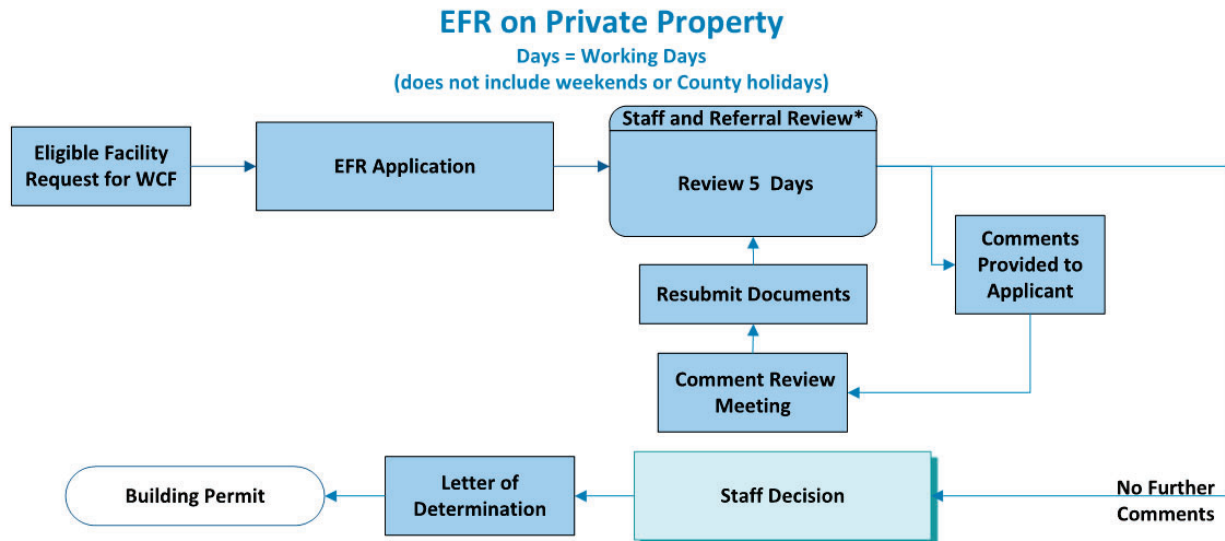 EFR on Private Property
Days = Working Days
(does not include weekends or County holidays)
Staff and Referral Review*
Eligible Facility
Request for WCF
EFR Application
Review 5 Days
Comments
Provided to
Applicant
Resubmit Documents
Comment Review
Meeting
Building Permit
Letter of
Determination
Staff Decision
No Further
Comments